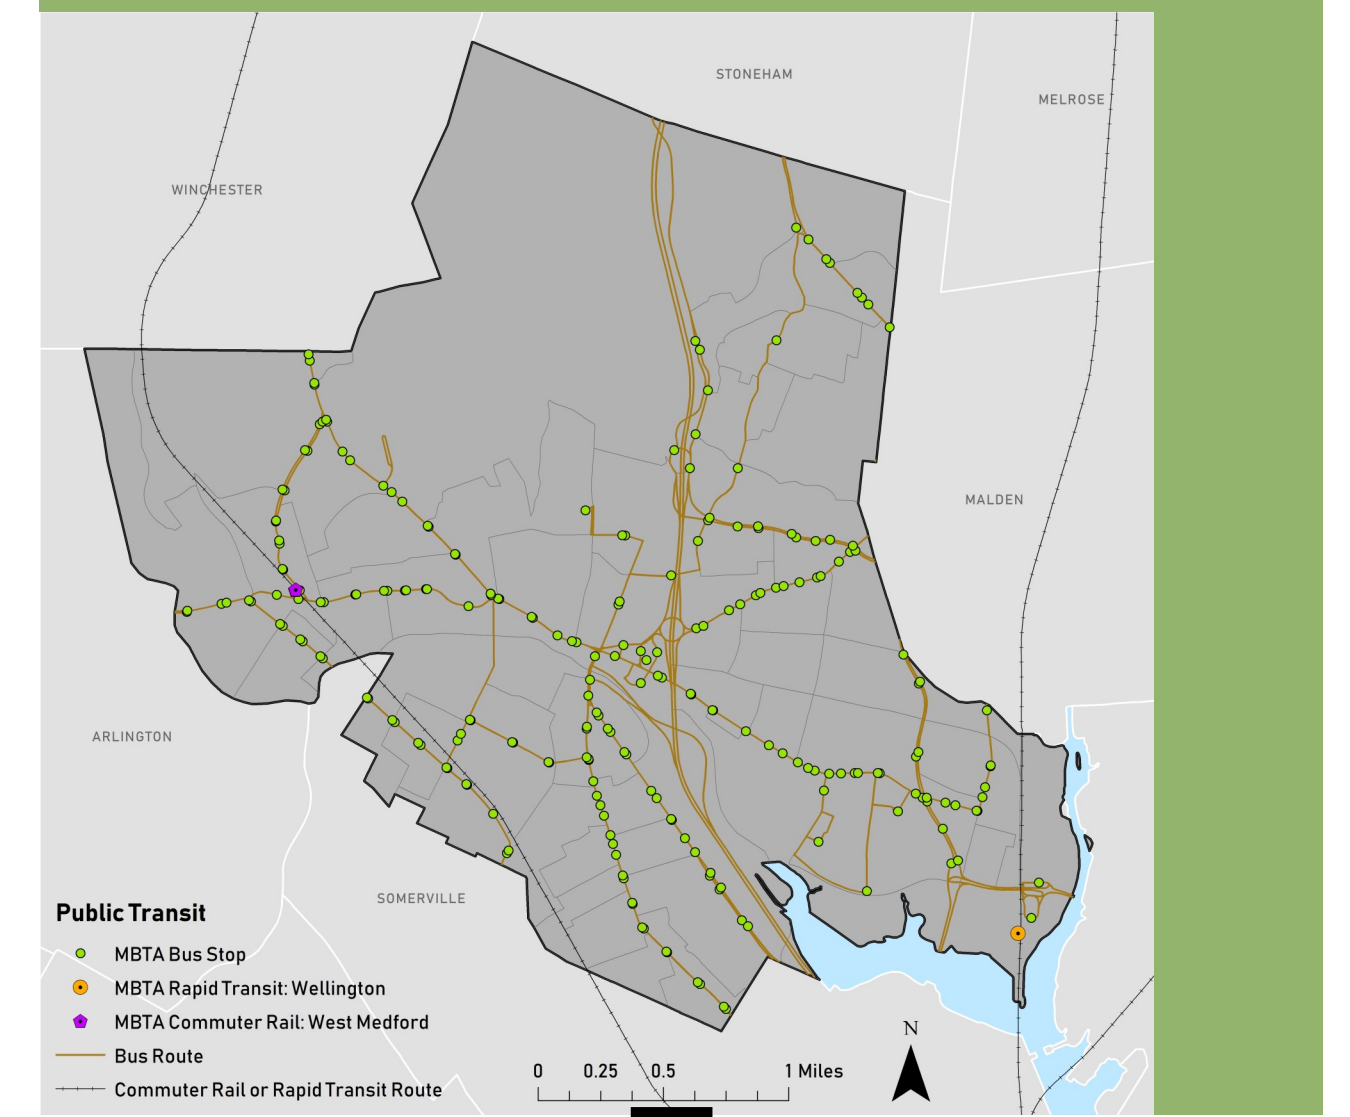 STONEHAM
MELROSE
WINCHESTER
MALDEN
ARLINGTON
SOMERVILLE
Public Transit
MBTA Bus Stop
MBTA Rapid Transit: Wellington
MBTA Commuter Rail: West Medford
Bus Route
Commuter Rail or Rapid Transit Route
0 0.25 0.5 1 Miles
N